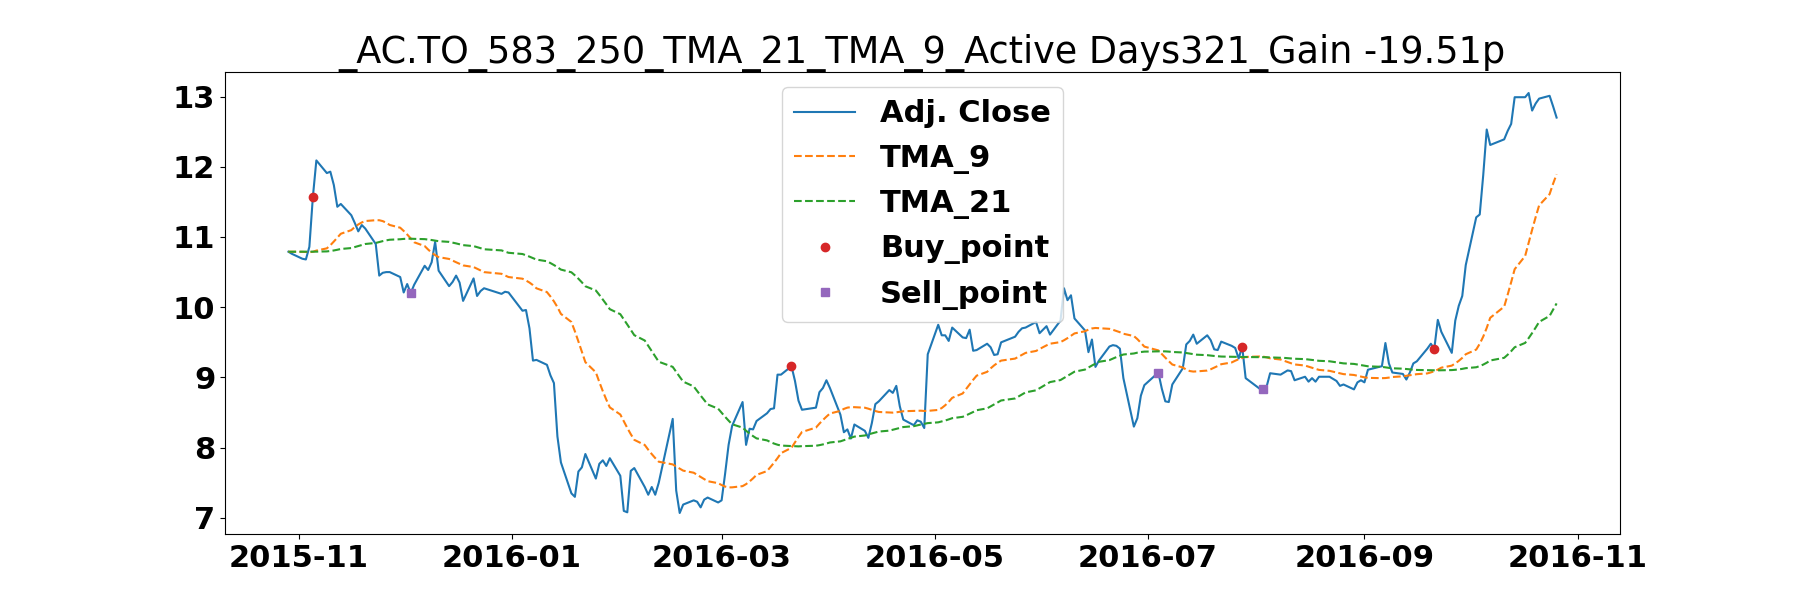 _AC.TO_583_250_TMA_21_TMA_9_Active Days321_Gain -19.51p
13
12
11
10
9
8
7
Adj. Close
TMA_9
TMA_21
Buy_point
Sell_point
2015-11 2016-01 2016-03 2016-05 2016-07 2016-09 2016-11